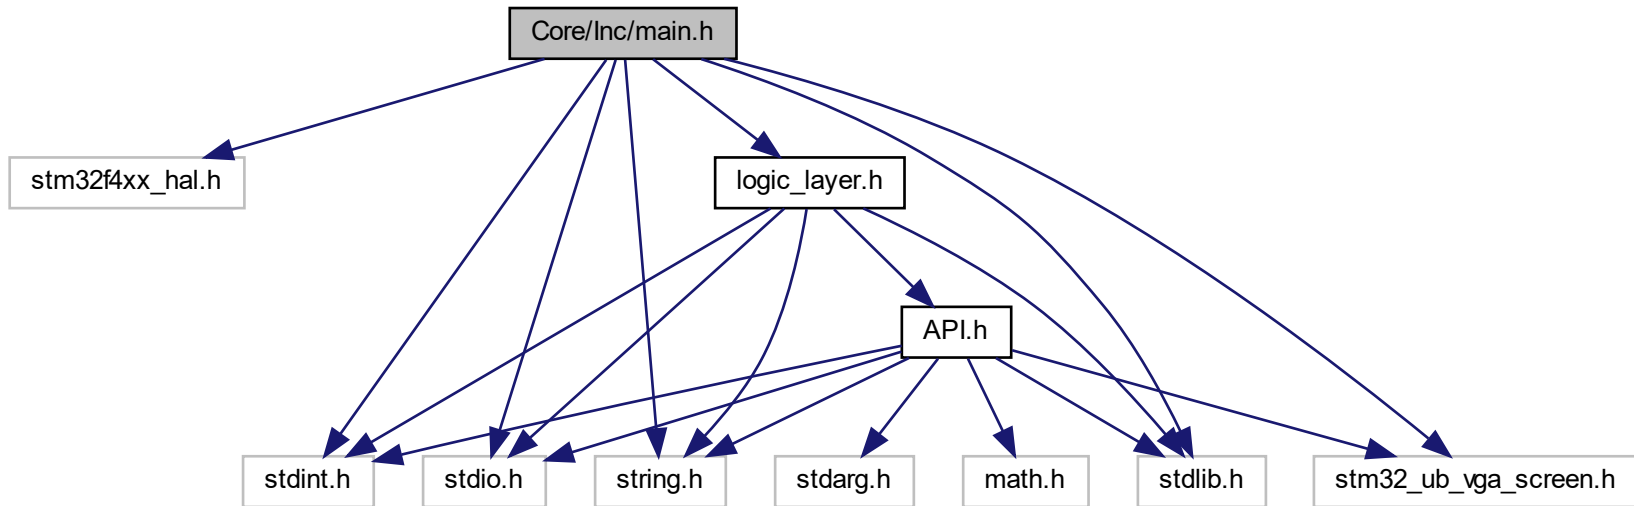 Core/Inc/main.h
stm32f4xx_hal.h
logic_layer.h
API.h
stdint.h
stdio.h
string.h
stdarg.h
math.h
stdlib.h
stm32_ub_vga_screen.h